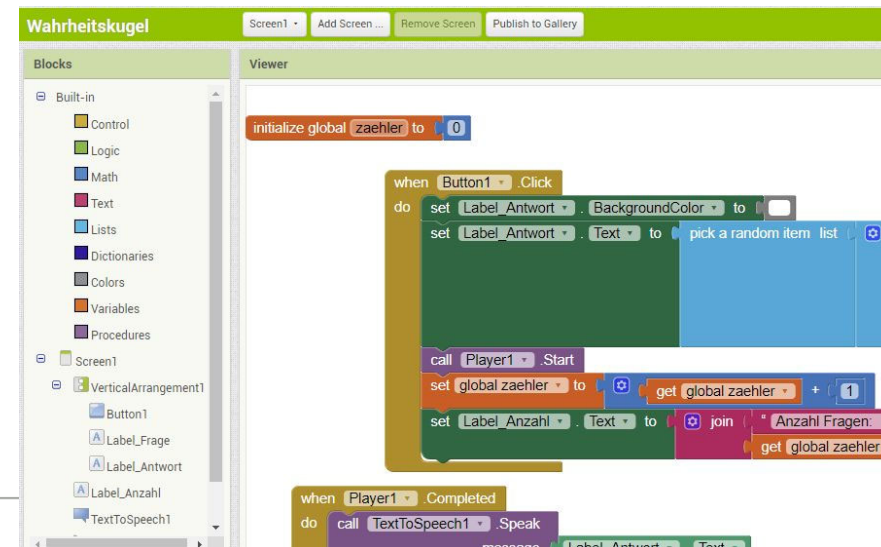 Wahrheitskugel
Screen1
Add Screen ...
Remove Screen
Publish to Gallery
Blocks
Viewer
Built-in
Control
Logic
Math
Text
Lists
Dictionaries
Colors
Variables
Procedures
Screen1
VerticalArrangement1
Button1
Label_Frage
Label_Antwort
Label_Anzahl
TextToSpeech1
initialize global zaehler to 0
when Button1 .Click
do set Label_Antwort . BackgroundColor to
set Label_Antwort . Text to pick a random item list
call Player1 .Start
set global zaehler to get global zaehler + 1
set Label_Anzahl . Text to join " Anzahl Fragen:
get global zaehler
when Player1 .Completed
do call TextToSpeech1 .Speak
message Label_Antwort . Text